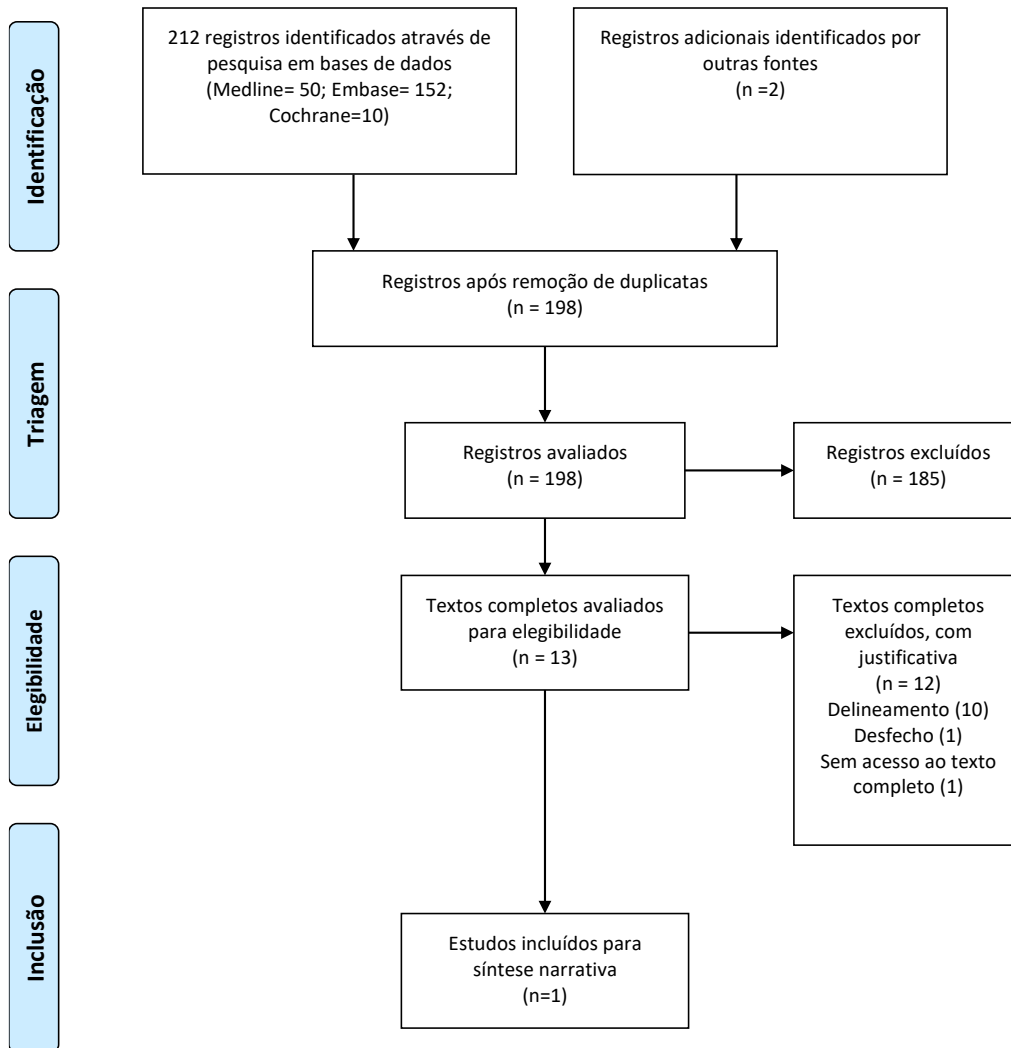 Identificação
212 registros identificados através de
pesquisa em bases de dados
(Medline= 50; Embase= 152;
Cochrane=10)
Registros adicionais identificados por
outras fontes
(n =2)
Registros após remoção de duplicatas
(n = 198)
Triagem
Registros avaliados
(n = 198)
Registros excluídos
(n = 185)
Elegibilidade
Textos completos avaliados
para elegibilidade
(n = 13)
Textos completos
excluídos, com
justificativa
(n = 12)
Delineamento (10)
Desfecho (1)
Sem acesso ao texto
completo (1)
Inclusão
Estudos incluídos para
síntese narrativa
(n=1)